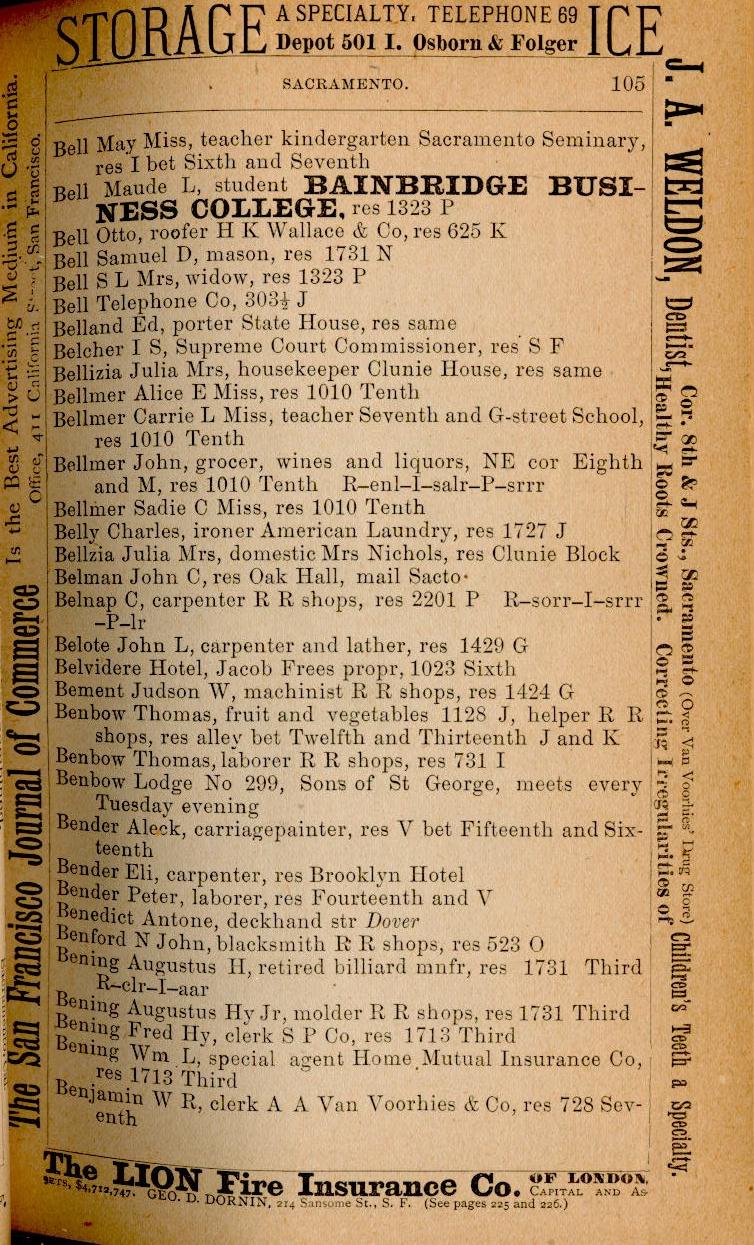 STORAGE A SPECIALTY. TELEPHONE 69 ICE
Depot 501 I. Osborn & Folger
SACRAMENTO. 105
Bell May Miss, teacher kindergarten Sacramento Seminary,
res I bet Sixth and Seventh
Bell Maude L, student BAINBRIDGE BUSI-
NESS COLLEGE, res 1323 P
Bell Otto, roofer H K Wallace & Co, res 625 K
Bell Samuel D, mason, res 1731 N
Bell S L Mrs, widow, res 1323 P
Bell Telephone Co, 303½ J
Belland Ed, porter State House, res same
Belcher I S, Supreme Court Commissioner, res S F
Bellizia Julia Mrs, housekeeper Clunie House, res same
Bellmer Alice E Miss, res 1010 Tenth
Bellmer Carrie L Miss, teacher Seventh and G-street School,
res 1010 Tenth
Bellmer John, grocer, wines and liquors, NE cor Eighth
and M, res 1010 Tenth R–enl–I–salr–P–srrr
Bellmer Sadie C Miss, res 1010 Tenth
Belly Charles, ironer American Laundry, res 1727 J
Bellzia Julia Mrs, domestic Mrs Nichols, res Clunie Block
Belman John C, res Oak Hall, mail Sacto
Belnap C, carpenter R R shops, res 2201 P R–sorr–I–srrr
–P–lr
Belote John L, carpenter and lather, res 1429 G
Belvidere Hotel, Jacob Frees propr, 1023 Sixth
Bement Judson W, machinist R R shops, res 1424 G
Benbow Thomas, fruit and vegetables 1128 J, helper R R
shops, res alley bet Twelfth and Thirteenth J and K
Benbow Thomas, laborer R R shops, res 731 I
Benbow Lodge No 299, Sons of St George, meets every
Tuesday evening
Bender Aleck, carriagepainter, res V bet Fifteenth and Six-
teenth
Bender Eli, carpenter, res Brooklyn Hotel
Bender Peter, laborer, res Fourteenth and V
Benedict Antone, deckhand str Dover
Benford N John, blacksmith R R shops, res 523 O
Bening Augustus H, retired billiard mnfr, res 1731 Third
R–clr–I–aar
Bening Augustus Hy Jr, molder R R shops, res 1731 Third
Bening Fred Hy, clerk S P Co, res 1713 Third
Bening Wm L, special agent Home Mutual Insurance Co,
res 1713 Third
Benjamin W R, clerk A A Van Voorhies & Co, res 728 Sev-
enth
The LION Fire Insurance Co. OF LONDON,
CAPITAL AND AS-
SETS, $4,712,747. GEO. D. DORNIN, 214 Sansome St., S. F. (See pages 225 and 226.)
The San Francisco Journal of Commerce Is the Best Advertising Medium in California.
Office, 411 California Street, San Francisco.
J. A. WELDON, Dentist, Cor. 8th & J Sts., Sacramento (Over Van Voorhies' Drug Store)
Healthy Roots Crowned. Correcting Irregularities of Children's Teeth a Specialty.